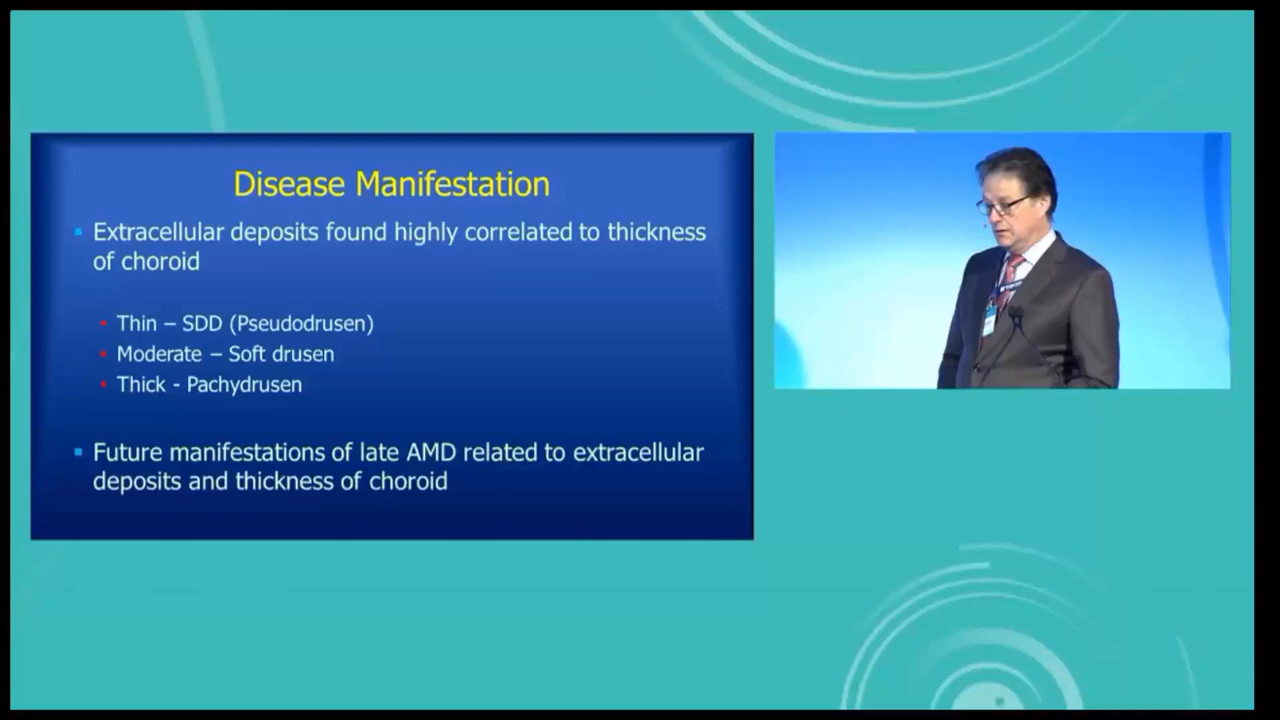 Disease Manifestation
Extracellular deposits found highly correlated to thickness
of choroid
Thin – SDD (Pseudodrusen)
Moderate – Soft drusen
Thick - Pachydrusen
Future manifestations of late AMD related to extracellular
deposits and thickness of choroid